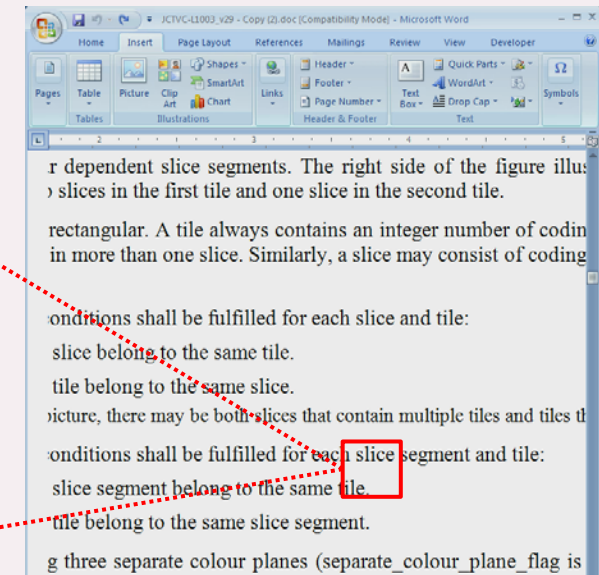 JCTVC-L1003_v29 - Copy (2).doc [Compatibility Mode] - Microsoft Word
Home Insert Page Layout References Mailings Review View Developer
Pages Table Picture Clip Art Shapes SmartArt Chart Links Header Footer Page Number Text Box Quick Parts WordArt Drop Cap Symbols
Tables Illustrations Header & Footer Text
2 3 4 5
r dependent slice segments. The right side of the figure illus
slices in the first tile and one slice in the second tile.
rectangular. A tile always contains an integer number of codin
in more than one slice. Similarly, a slice may consist of coding
conditions shall be fulfilled for each slice and tile:
slice belong to the same tile.
tile belong to the same slice.
picture, there may be both slices that contain multiple tiles and tiles th
conditions shall be fulfilled for each slice segment and tile:
slice segment belong to the same tile.
tile belong to the same slice segment.
g three separate colour planes (separate_colour_plane_flag is